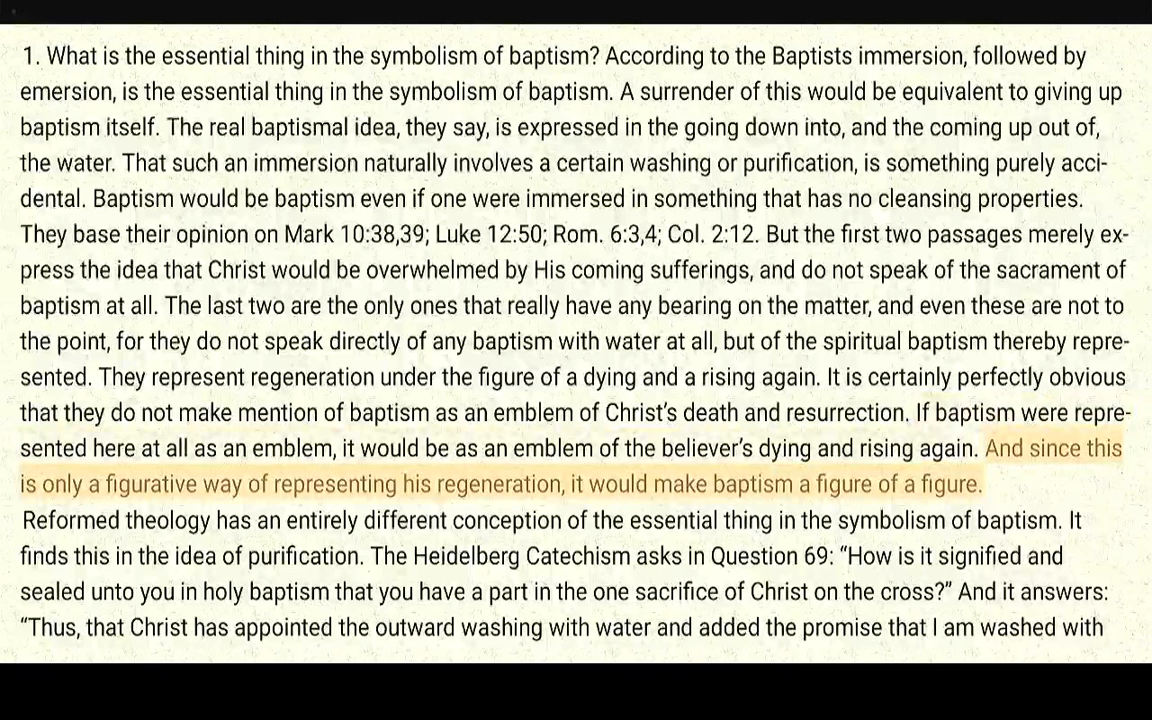 1. What is the essential thing in the symbolism of baptism? According to the Baptists immersion, followed by
emersion, is the essential thing in the symbolism of baptism. A surrender of this would be equivalent to giving up
baptism itself. The real baptismal idea, they say, is expressed in the going down into, and the coming up out of,
the water. That such an immersion naturally involves a certain washing or purification, is something purely acci-
dental. Baptism would be baptism even if one were immersed in something that has no cleansing properties.
They base their opinion on Mark 10:38,39; Luke 12:50; Rom. 6:3,4; Col. 2:12. But the first two passages merely ex-
press the idea that Christ would be overwhelmed by His coming sufferings, and do not speak of the sacrament of
baptism at all. The last two are the only ones that really have any bearing on the matter, and even these are not to
the point, for they do not speak directly of any baptism with water at all, but of the spiritual baptism thereby repre-
sented. They represent regeneration under the figure of a dying and a rising again. It is certainly perfectly obvious
that they do not make mention of baptism as an emblem of Christ’s death and resurrection. If baptism were repre-
sented here at all as an emblem, it would be as an emblem of the believer’s dying and rising again. And since this
is only a figurative way of representing his regeneration, it would make baptism a figure of a figure.
Reformed theology has an entirely different conception of the essential thing in the symbolism of baptism. It
finds this in the idea of purification. The Heidelberg Catechism asks in Question 69: “How is it signified and
sealed unto you in holy baptism that you have a part in the one sacrifice of Christ on the cross?” And it answers:
“Thus, that Christ has appointed the outward washing with water and added the promise that I am washed with